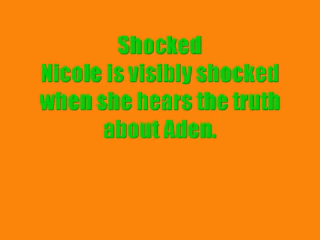 Shocked
Nicole is visibly shocked
when she hears the truth
about Aden.